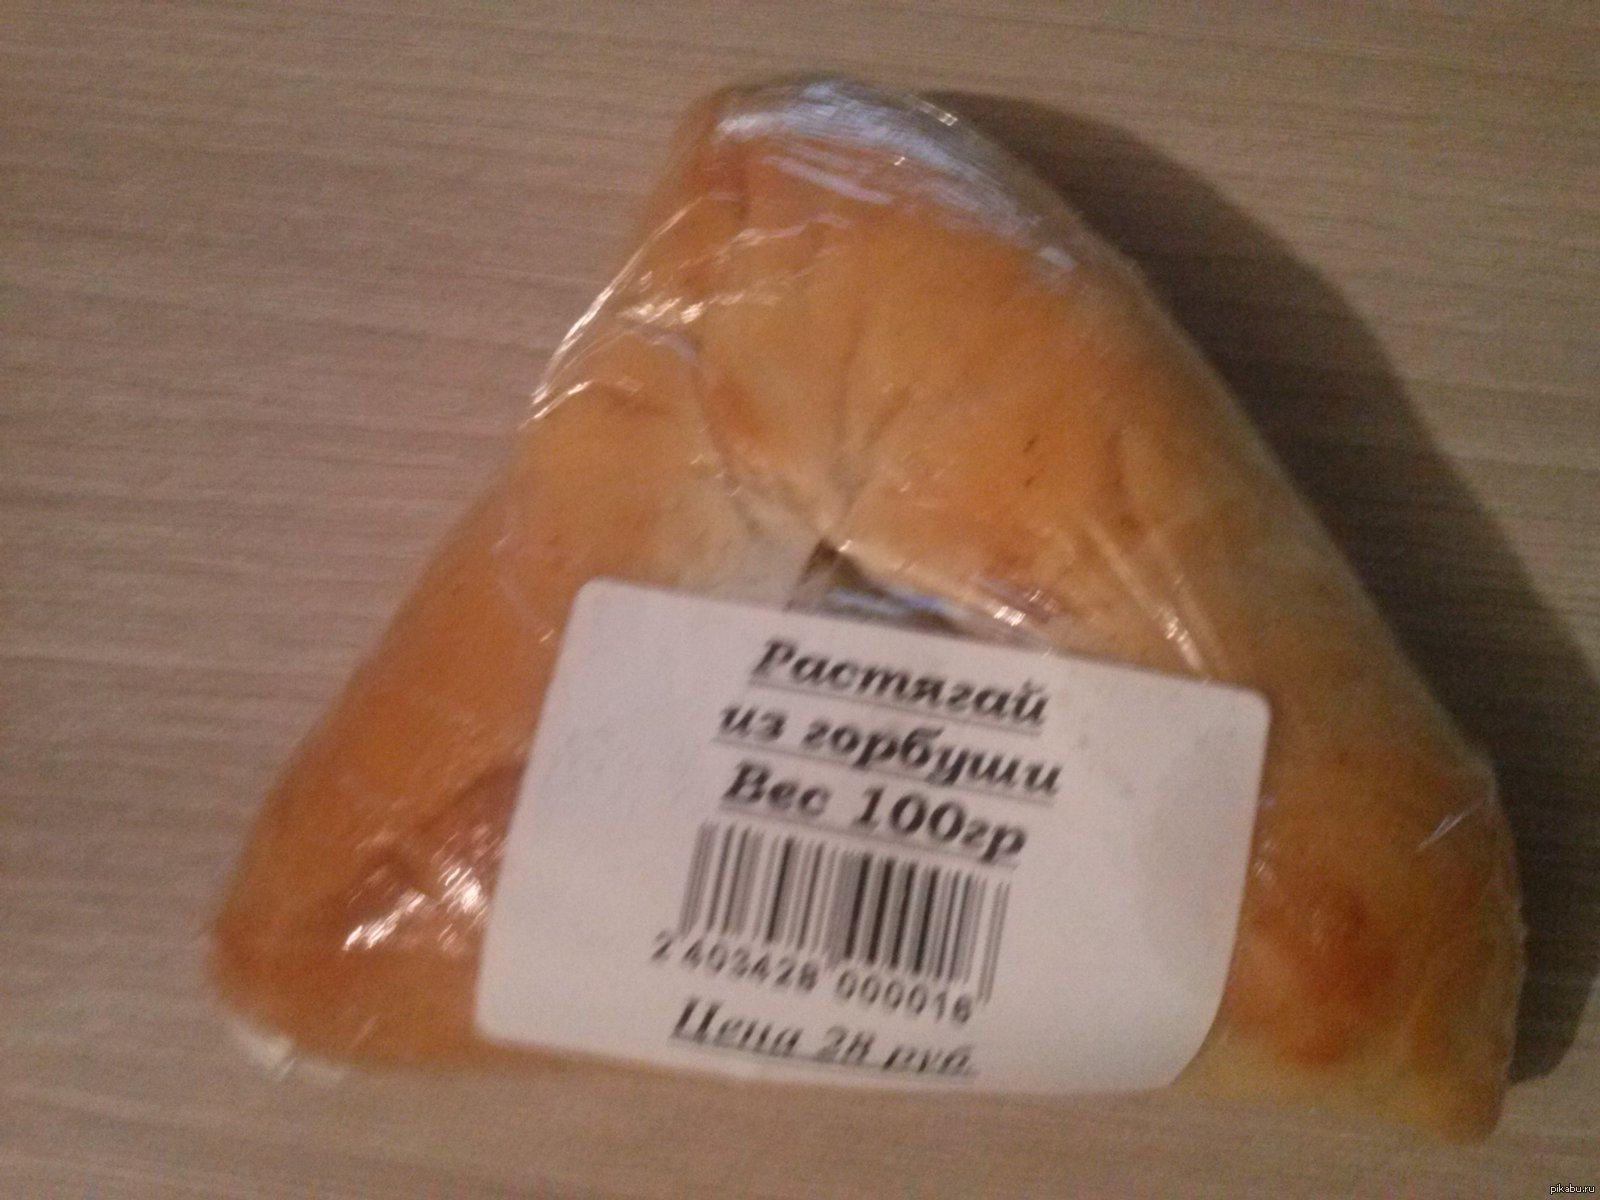 Растягай
из горбуши
Вес 100гр
2 403428 000016
Цена 28 руб.
pikabu.ru